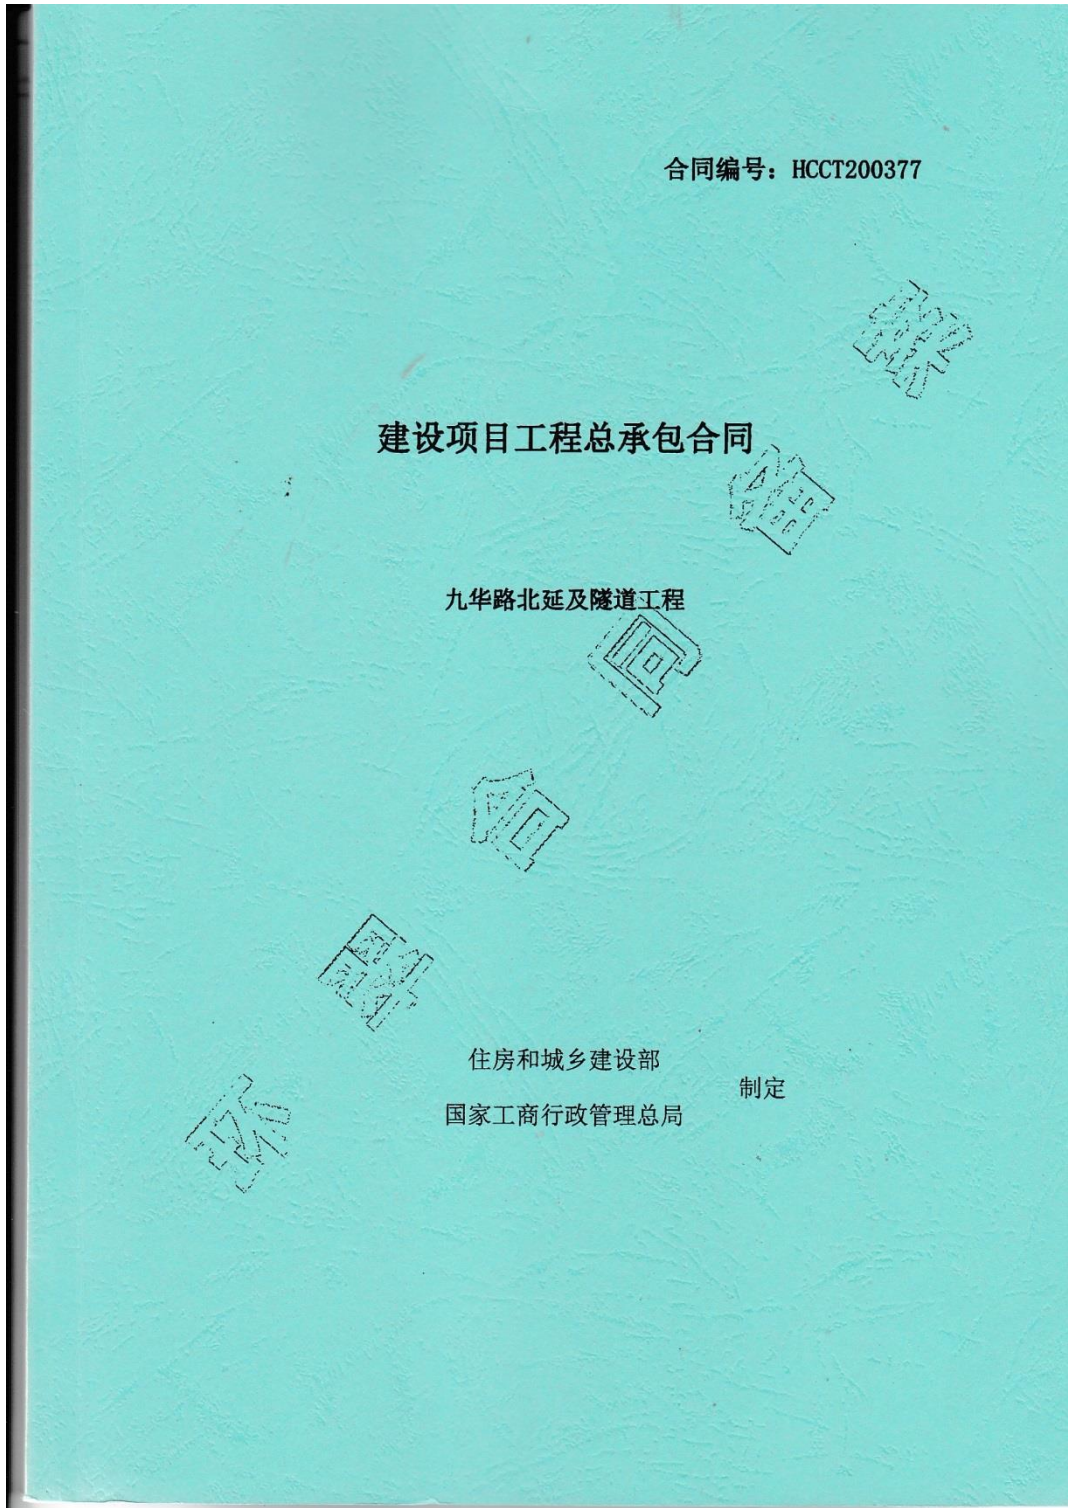 合同编号：HCCT200377
建设项目工程总承包合同
九华路北延及隧道工程
住房和城乡建设部
制定
国家工商行政管理总局